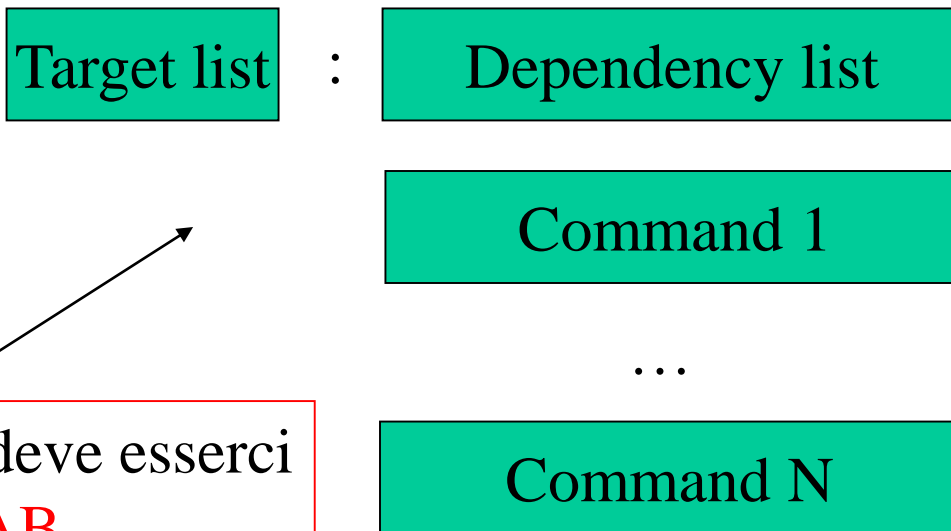 Target list : Dependency list
Command 1
…
deve esserci
Command N